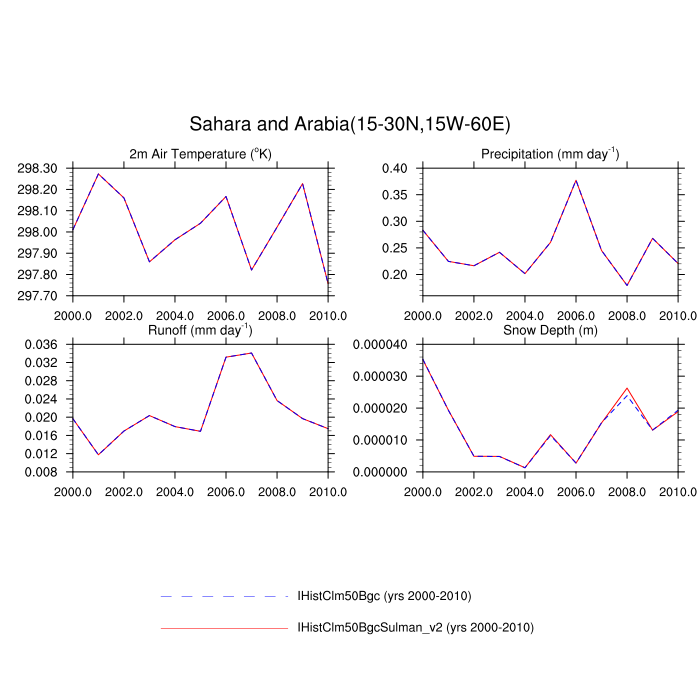 Sahara and Arabia(15-30N,15W-60E)
2m Air Temperature (°K)
298.30
298.20
298.10
298.00
297.90
297.80
297.70
2000.0 2002.0 2004.0 2006.0 2008.0 2010.0
Precipitation (mm day⁻¹)
0.40
0.35
0.30
0.25
0.20
2000.0 2002.0 2004.0 2006.0 2008.0 2010.0
Runoff (mm day⁻¹)
0.036
0.032
0.028
0.024
0.020
0.016
0.012
0.008
2000.0 2002.0 2004.0 2006.0 2008.0 2010.0
Snow Depth (m)
0.000040
0.000030
0.000020
0.000010
0.000000
2000.0 2002.0 2004.0 2006.0 2008.0 2010.0
IHistClm50Bgc (yrs 2000-2010)
IHistClm50BgcSulman_v2 (yrs 2000-2010)